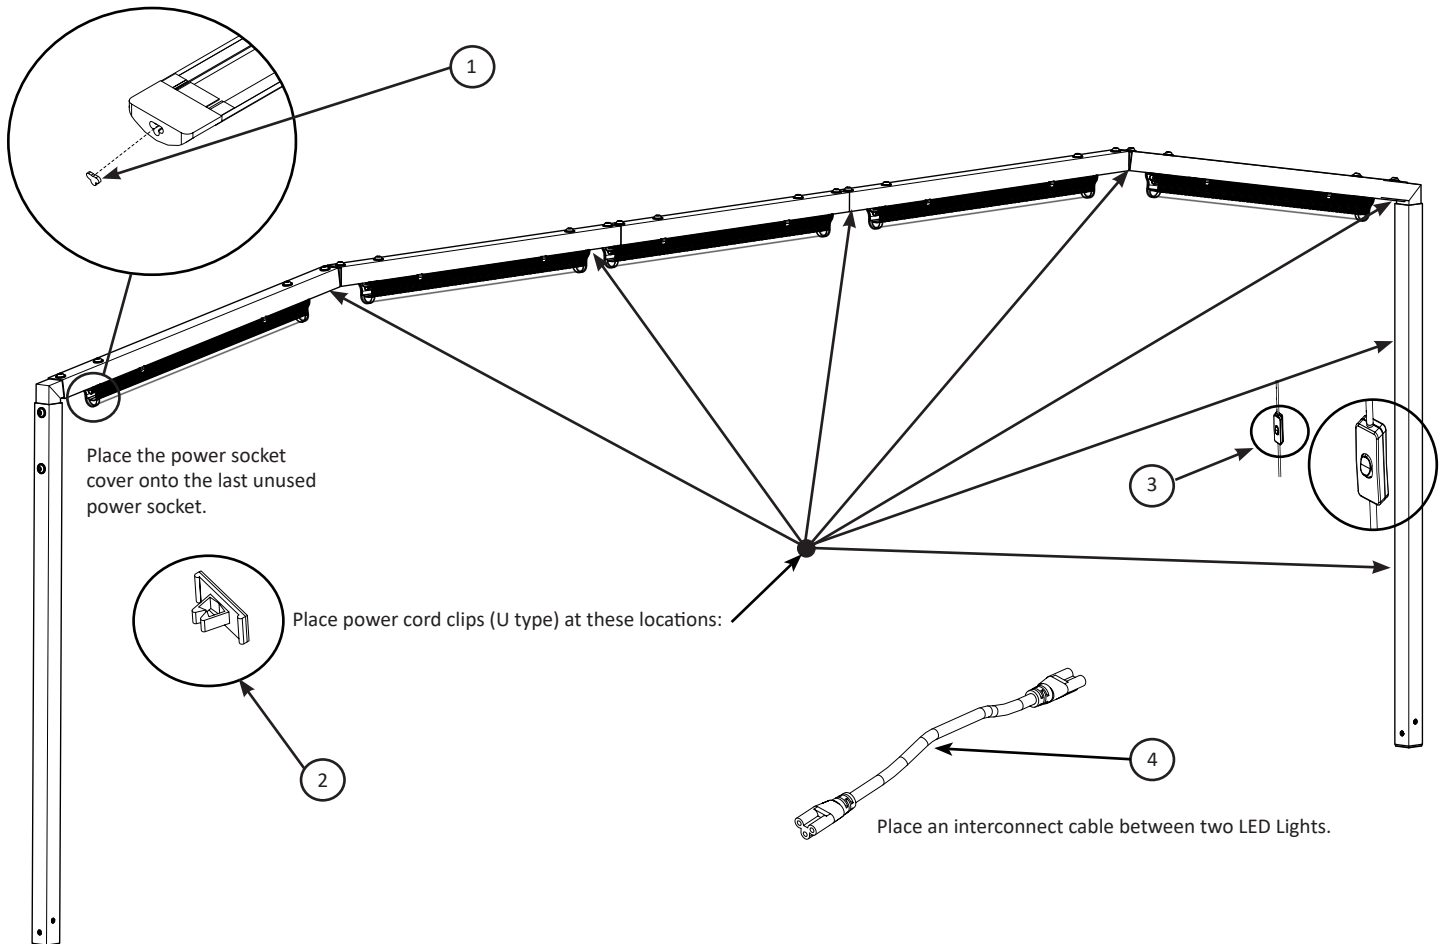 1
Place the power socket
cover onto the last unused
power socket.
3
Place power cord clips (U type) at these locations:
2
4
Place an interconnect cable between two LED Lights.